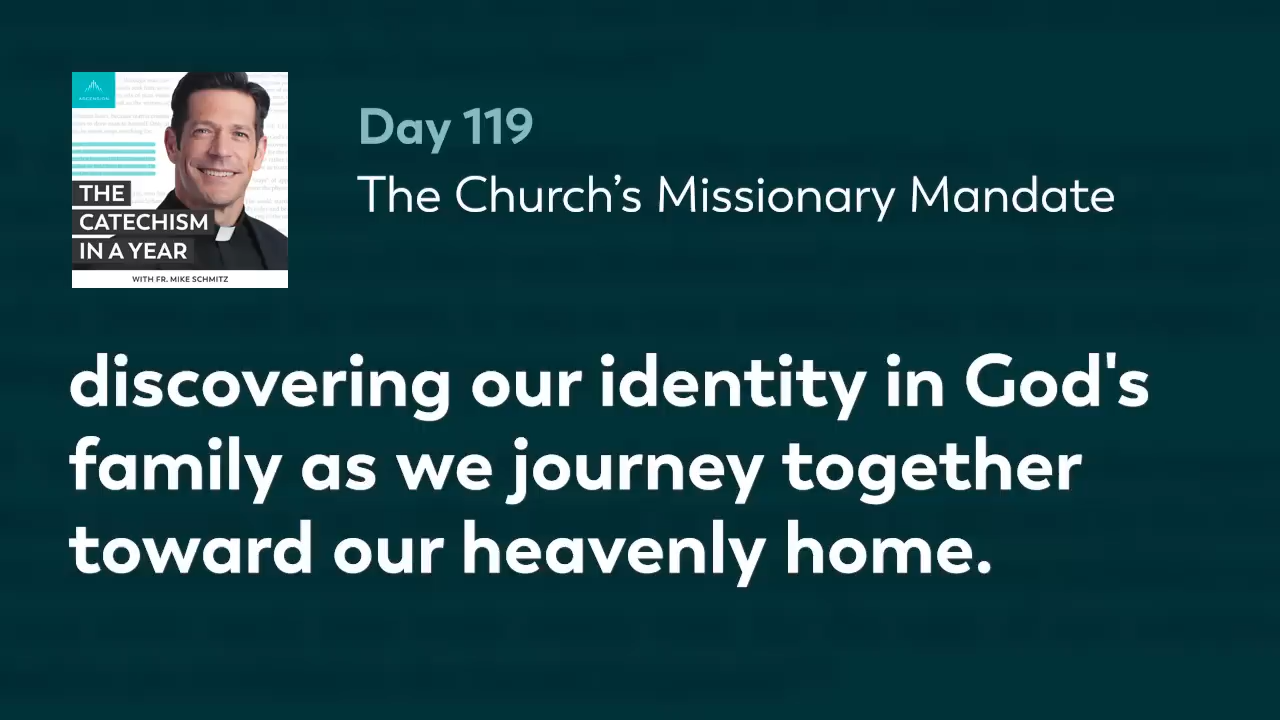 ASCENSION
THE
CATECHISM
IN A YEAR
WITH FR. MIKE SCHMITZ
Day 119
The Church’s Missionary Mandate
discovering our identity in God's
family as we journey together
toward our heavenly home.